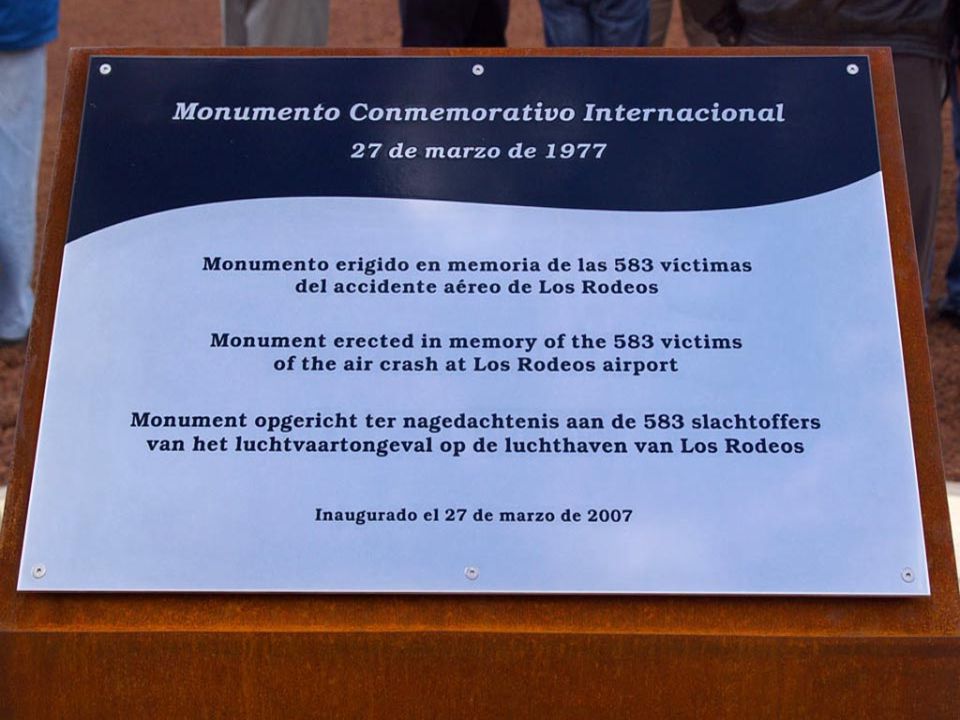 Monumento Conmemorativo Internacional
27 de marzo de 1977
Monumento erigido en memoria de las 583 víctimas
del accidente aéreo de Los Rodeos
Monument erected in memory of the 583 victims
of the air crash at Los Rodeos airport
Monument opgericht ter nagedachtenis aan de 583 slachtoffers
van het luchtvaartongeval op de luchthaven van Los Rodeos
Inaugurado el 27 de marzo de 2007